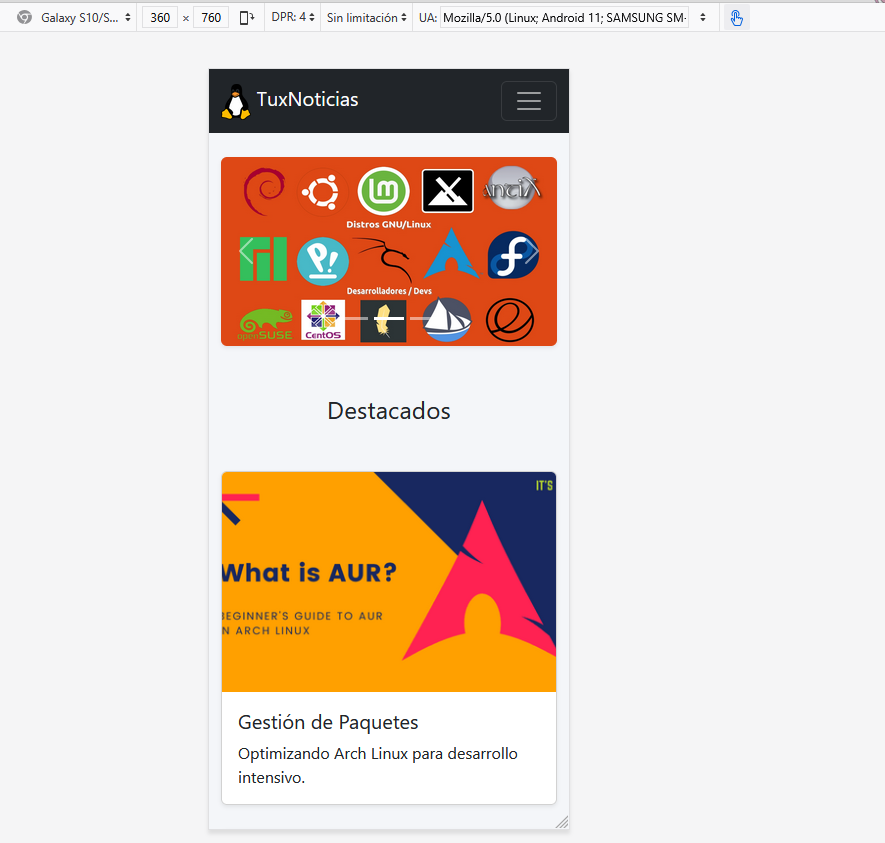 Galaxy S10/S...
360
×
760
DPR: 4
Sin limitación
UA:
Mozilla/5.0 (Linux; Android 11; SAMSUNG SM-
TuxNoticias
antiX
Distros GNU/Linux
P!
Desarrolladores / Devs
openSUSE
CentOS
Destacados
IT'S
What is AUR?
BEGINNER'S GUIDE TO AUR
N ARCH LINUX
Gestión de Paquetes
Optimizando Arch Linux para desarrollo
intensivo.